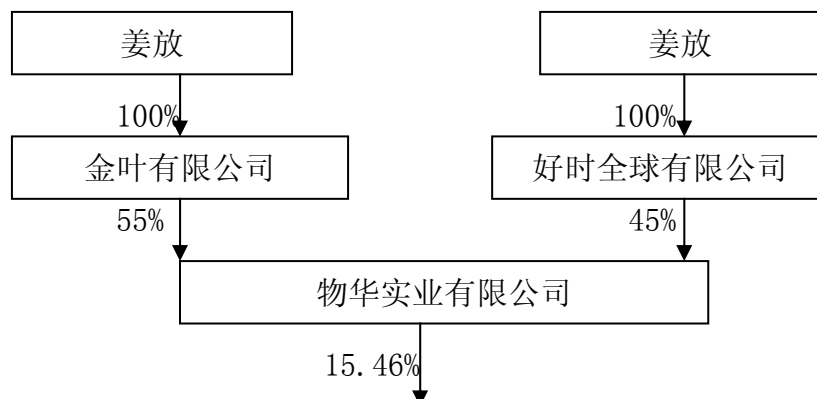 姜放
姜放
100%
100%
金叶有限公司
好时全球有限公司
55%
45%
物华实业有限公司
15.46%